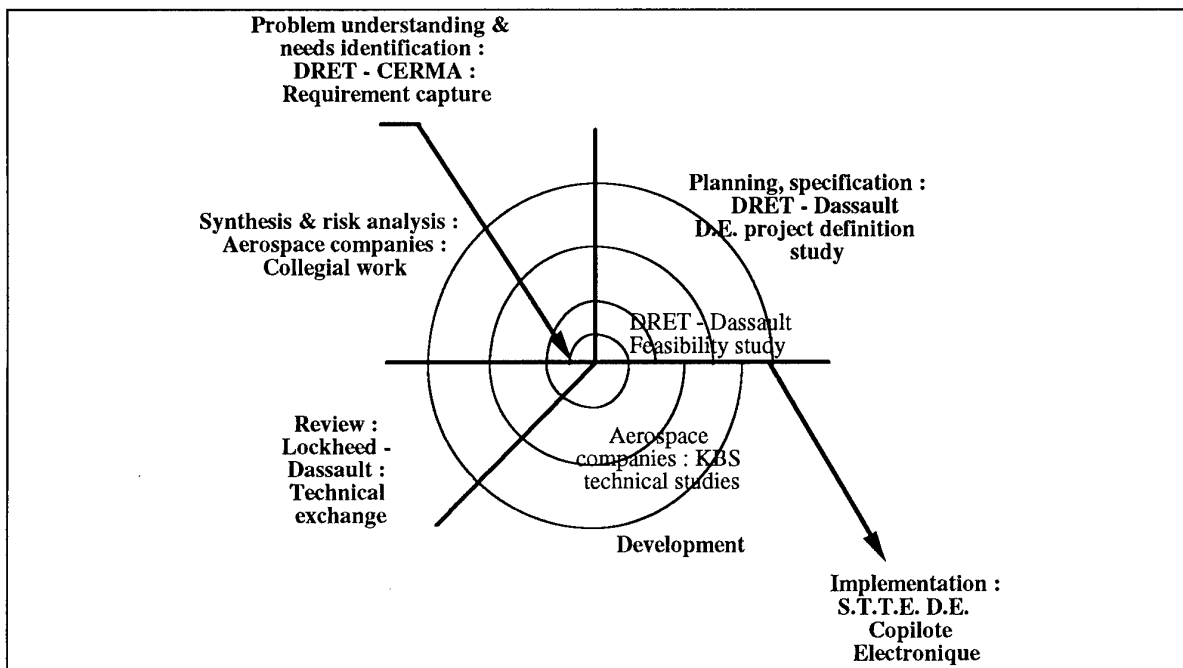 Problem understanding &
needs identification :
DRET - CERMA :
Requirement capture
Planning, specification :
DRET - Dassault
D.E. project definition
study
Synthesis & risk analysis :
Aerospace companies :
Collegial work
DRET - Dassault
Feasibility study
Review :
Lockheed -
Dassault :
Technical
exchange
Aerospace
companies : KBS
technical studies
Development
Implementation :
S.T.T.E. D.E.
Copilote
Electronique